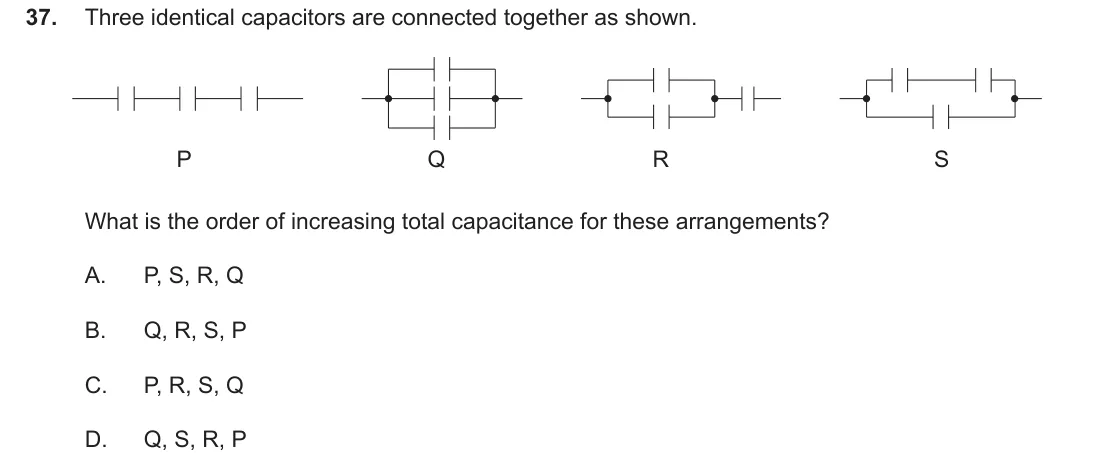 37. Three identical capacitors are connected together as shown.
P Q R S
What is the order of increasing total capacitance for these arrangements?
A. P, S, R, Q
B. Q, R, S, P
C. P, R, S, Q
D. Q, S, R, P